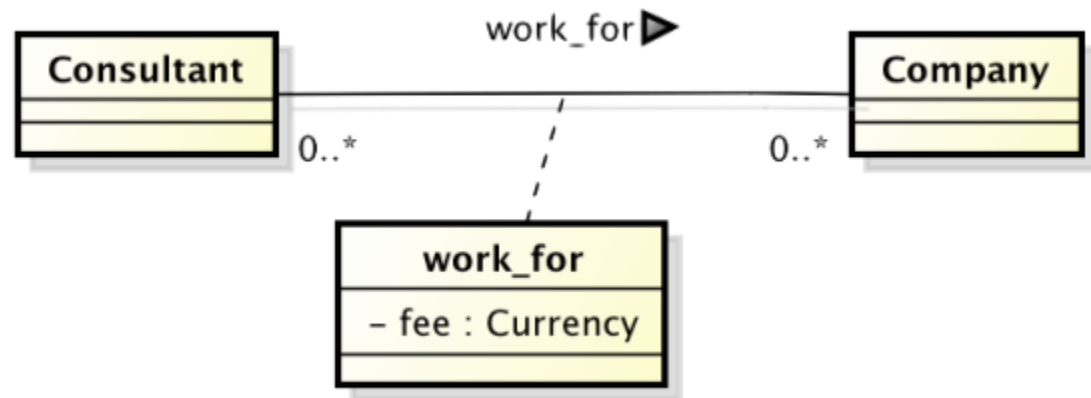 work_for
Consultant
Company
0..*
0..*
work_for
– fee : Currency